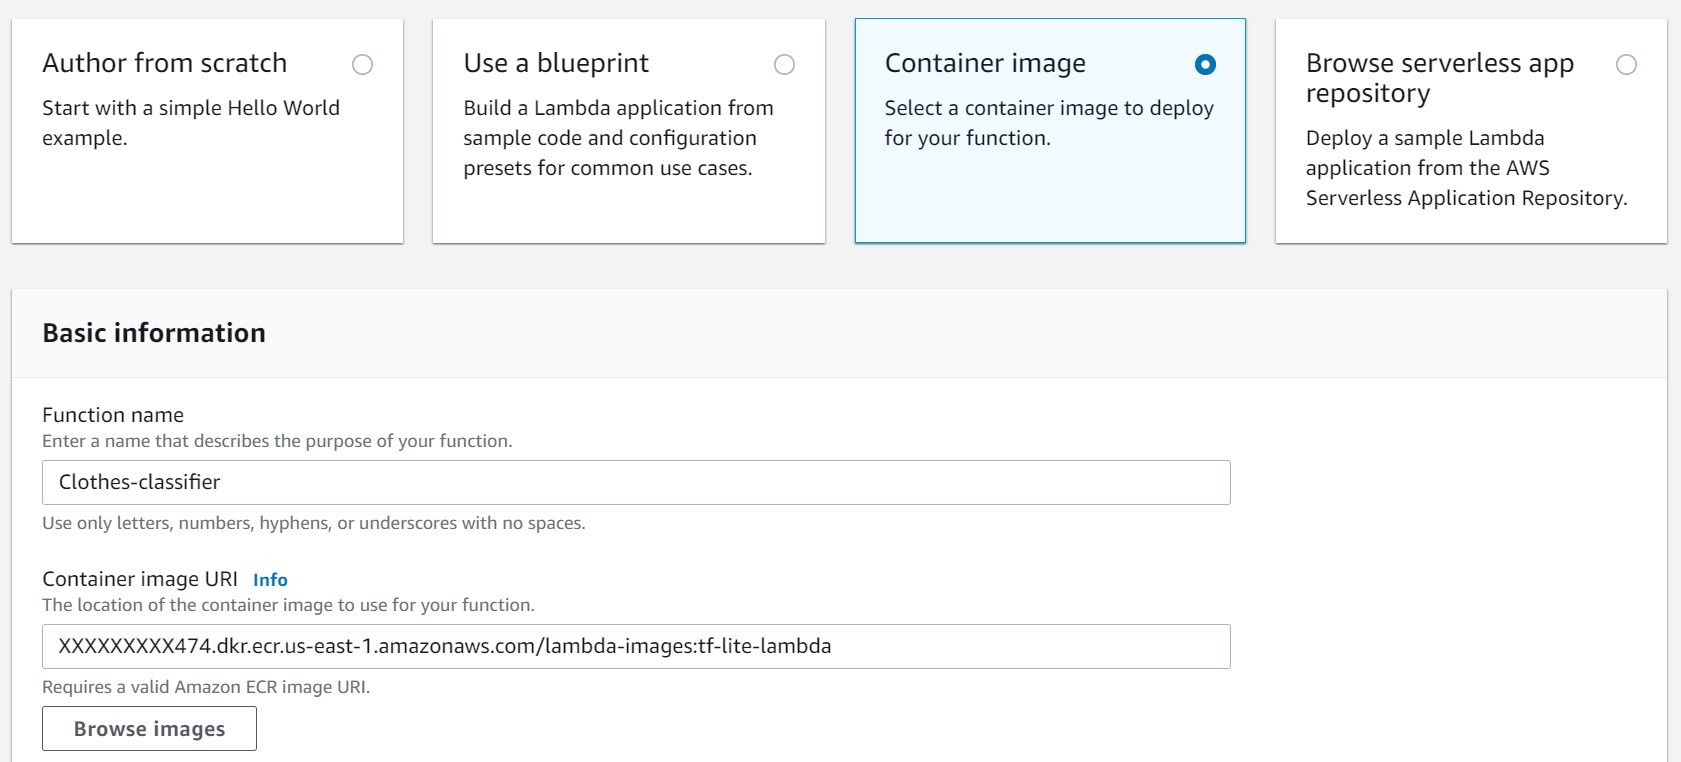 Author from scratch
Start with a simple Hello World
example.
Use a blueprint
Build a Lambda application from
sample code and configuration
presets for common use cases.
Container image
Select a container image to deploy
for your function.
Browse serverless app
repository
Deploy a sample Lambda
application from the AWS
Serverless Application Repository.
Basic information
Function name
Enter a name that describes the purpose of your function.
Clothes-classifier
Use only letters, numbers, hyphens, or underscores with no spaces.
Container image URI Info
The location of the container image to use for your function.
XXXXXXXXX474.dkr.ecr.us-east-1.amazonaws.com/lambda-images:tf-lite-lambda
Requires a valid Amazon ECR image URI.
Browse images